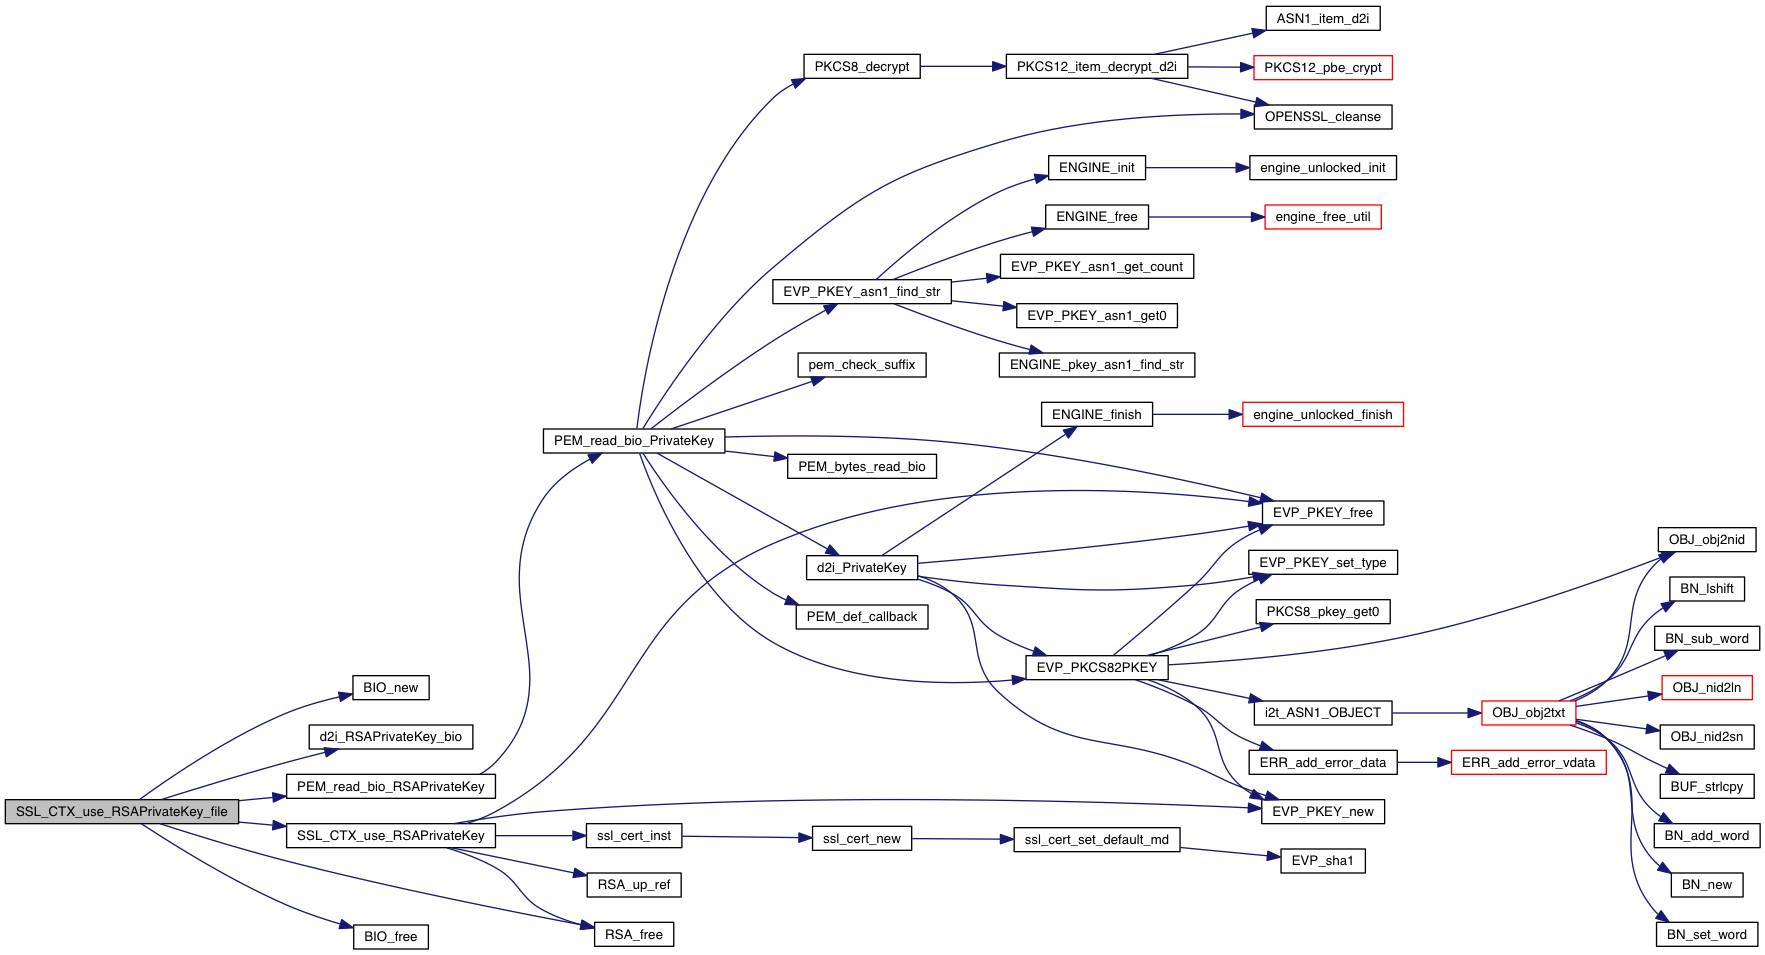 SSL_CTX_use_RSAPrivateKey_file
BIO_new
d2i_RSAPrivateKey_bio
PEM_read_bio_RSAPrivateKey
SSL_CTX_use_RSAPrivateKey
BIO_free
PEM_read_bio_PrivateKey
ssl_cert_inst
RSA_up_ref
RSA_free
PKCS8_decrypt
EVP_PKEY_asn1_find_str
pem_check_suffix
PEM_bytes_read_bio
d2i_PrivateKey
PEM_def_callback
ssl_cert_new
PKCS12_item_decrypt_d2i
ENGINE_init
ENGINE_free
EVP_PKEY_asn1_get_count
EVP_PKEY_asn1_get0
ENGINE_pkey_asn1_find_str
ENGINE_finish
EVP_PKCS82PKEY
ssl_cert_set_default_md
ASN1_item_d2i
PKCS12_pbe_crypt
OPENSSL_cleanse
engine_unlocked_init
engine_free_util
engine_unlocked_finish
EVP_PKEY_free
EVP_PKEY_set_type
PKCS8_pkey_get0
i2t_ASN1_OBJECT
ERR_add_error_data
EVP_PKEY_new
EVP_sha1
OBJ_obj2txt
ERR_add_error_vdata
OBJ_obj2nid
BN_lshift
BN_sub_word
OBJ_nid2ln
OBJ_nid2sn
BUF_strlcpy
BN_add_word
BN_new
BN_set_word